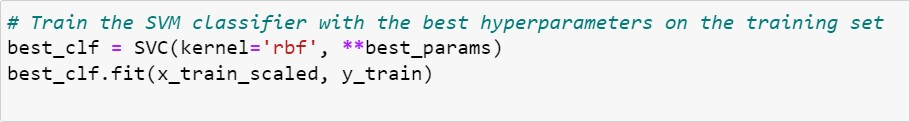 # Train the SVM classifier with the best hyperparameters on the training set
best_clf = SVC(kernel='rbf', **best_params)
best_clf.fit(x_train_scaled, y_train)